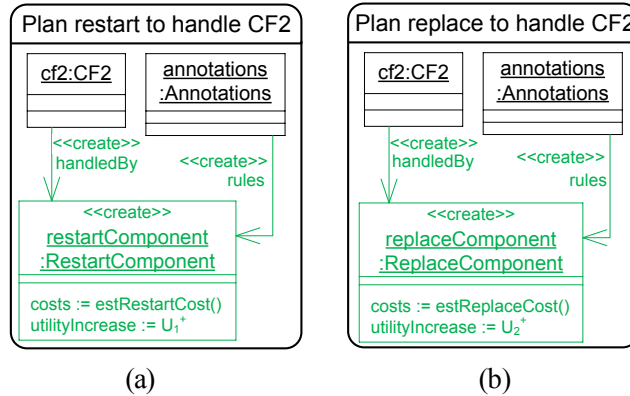 Plan restart to handle CF2
cf2:CF2
annotations
:Annotations
<<create>>
handledBy
<<create>>
rules
<<create>>
restartComponent
:RestartComponent
costs := estRestartCost()
utilityIncrease := U₁⁺
(a)
Plan replace to handle CF2
cf2:CF2
annotations
:Annotations
<<create>>
handledBy
<<create>>
rules
<<create>>
replaceComponent
:ReplaceComponent
costs := estReplaceCost()
utilityIncrease := U₂⁺
(b)